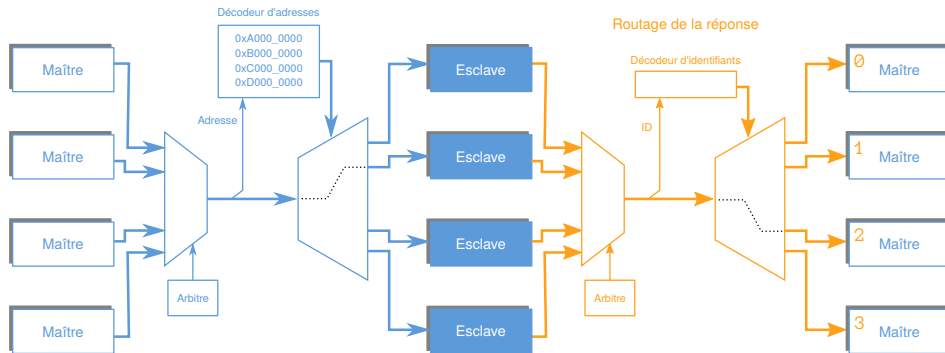 Décodeur d'adresses
0xA000_0000
0xB000_0000
0xC000_0000
0xD000_0000
Adresse
Maître
Maître
Maître
Maître
Arbitre
Esclave
Esclave
Esclave
Esclave
Routage de la réponse
Décodeur d'identifiants
ID
Arbitre
0 Maître
1 Maître
2 Maître
3 Maître